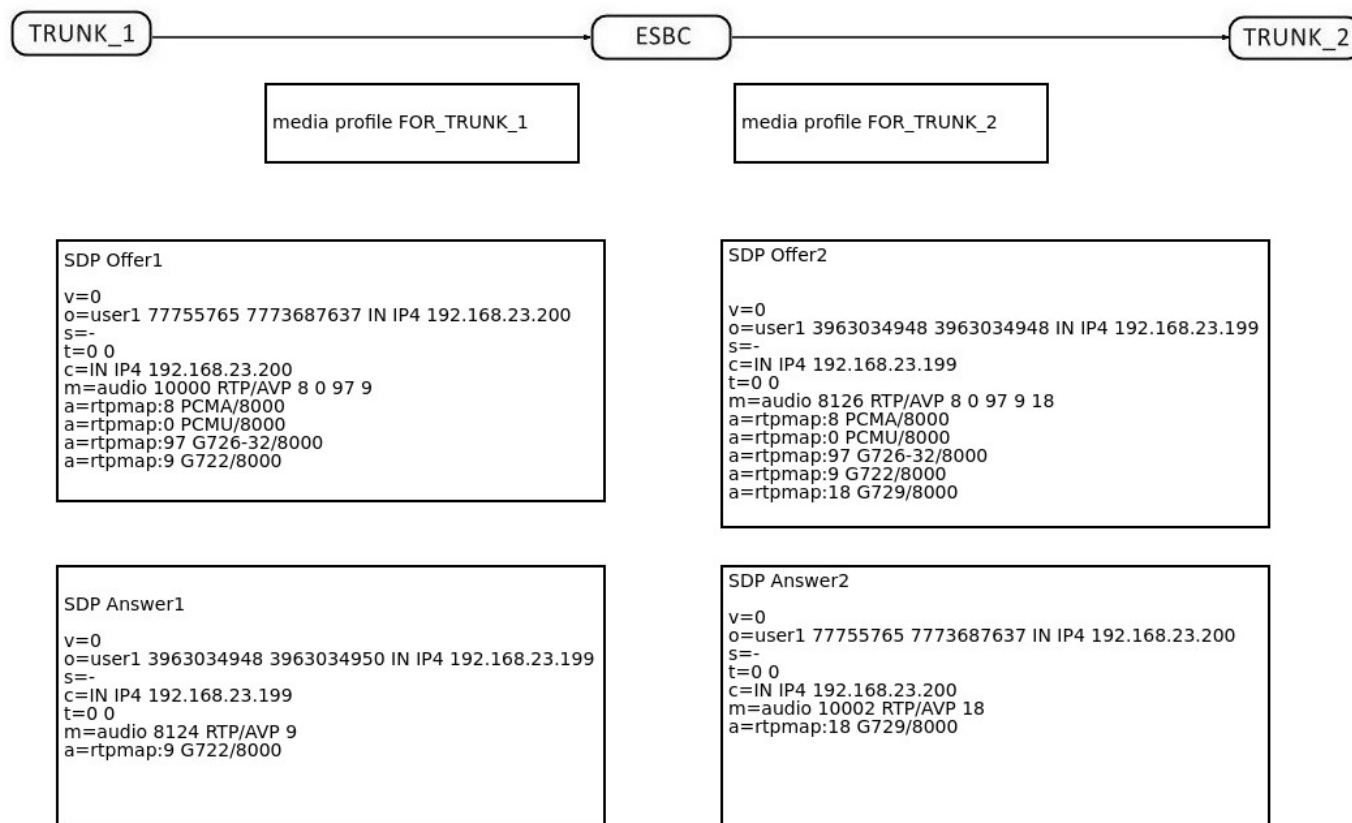 TRUNK_1
ESBC
TRUNK_2
media profile FOR_TRUNK_1
media profile FOR_TRUNK_2
SDP Offer1
v=0
o=user1 77755765 7773687637 IN IP4 192.168.23.200
s=-
t=0 0
c=IN IP4 192.168.23.200
m=audio 10000 RTP/AVP 8 0 97 9
a=rtpmap:8 PCMA/8000
a=rtpmap:0 PCMU/8000
a=rtpmap:97 G726-32/8000
a=rtpmap:9 G722/8000
SDP Offer2
v=0
o=user1 3963034948 3963034948 IN IP4 192.168.23.199
s=-
c=IN IP4 192.168.23.199
t=0 0
m=audio 8126 RTP/AVP 8 0 97 9 18
a=rtpmap:8 PCMA/8000
a=rtpmap:0 PCMU/8000
a=rtpmap:97 G726-32/8000
a=rtpmap:9 G722/8000
a=rtpmap:18 G729/8000
SDP Answer1
v=0
o=user1 3963034948 3963034950 IN IP4 192.168.23.199
s=-
c=IN IP4 192.168.23.199
t=0 0
m=audio 8124 RTP/AVP 9
a=rtpmap:9 G722/8000
SDP Answer2
v=0
o=user1 77755765 7773687637 IN IP4 192.168.23.200
s=-
t=0 0
c=IN IP4 192.168.23.200
m=audio 10002 RTP/AVP 18
a=rtpmap:18 G729/8000